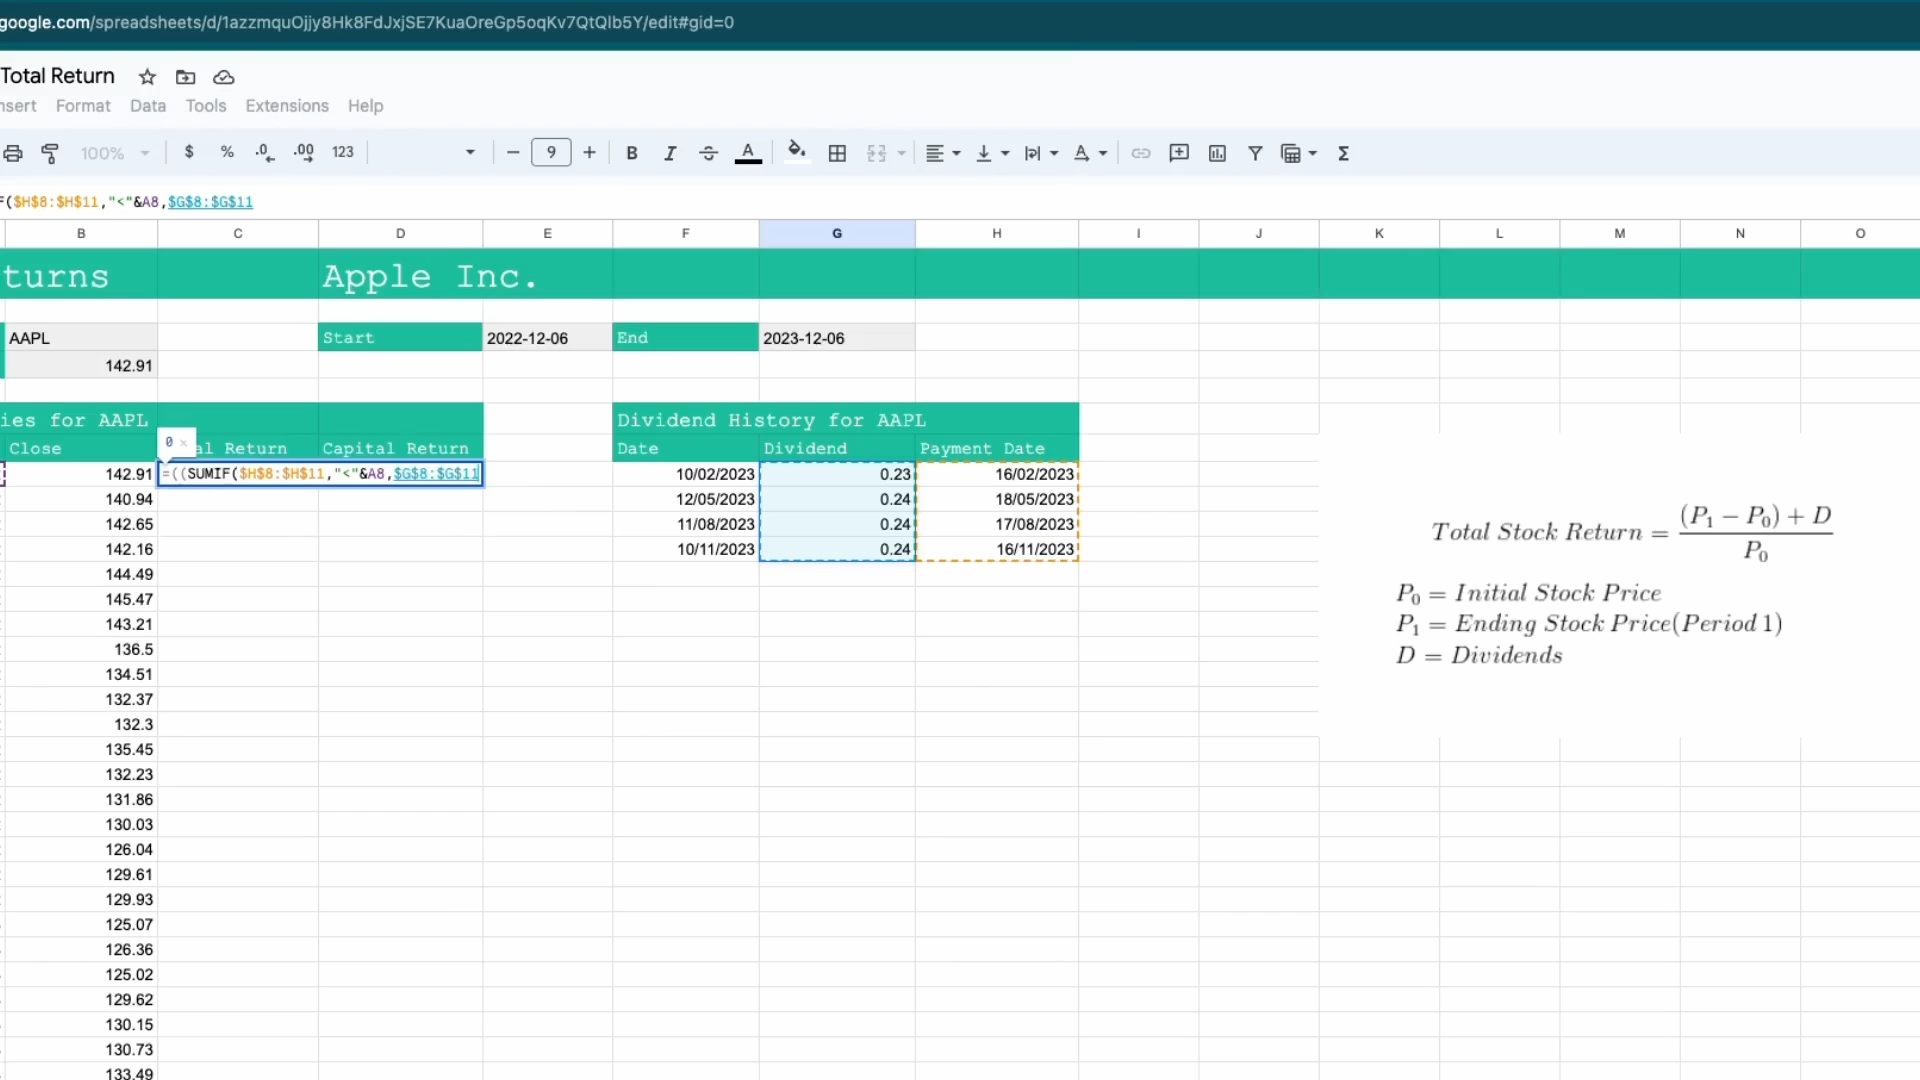 google.com/spreadsheets/d/1azzmquOjjy8Hk8FdJxjSE7KuaOreGp5oqKv7QtQlb5Y/edit#gid=0
Total Return
nsert Format Data Tools Extensions Help
100% $ % .0 .00 123 9 B I A Σ
F($H$8:$H$11,"<"&A8,$G$8:$G$11
B C D E F G H I J K L M N O
turns Apple Inc.
AAPL Start 2022-12-06 End 2023-12-06
142.91
ies for AAPL Dividend History for AAPL
0 ×
Close al Return Capital Return Date Dividend Payment Date
142.91 =((SUMIF($H$8:$H$11,"<"&A8,$G$8:$G$11 10/02/2023 0.23 16/02/2023
140.94 12/05/2023 0.24 18/05/2023
142.65 11/08/2023 0.24 17/08/2023
142.16 10/11/2023 0.24 16/11/2023
144.49
145.47
143.21
136.5
134.51
132.37
132.3
135.45
132.23
131.86
130.03
126.04
129.61
129.93
125.07
126.36
125.02
129.62
130.15
130.73
133.49
Total Stock Return = (P₁ − P₀) + D
P₀
P₀ = Initial Stock Price
P₁ = Ending Stock Price(Period 1)
D = Dividends